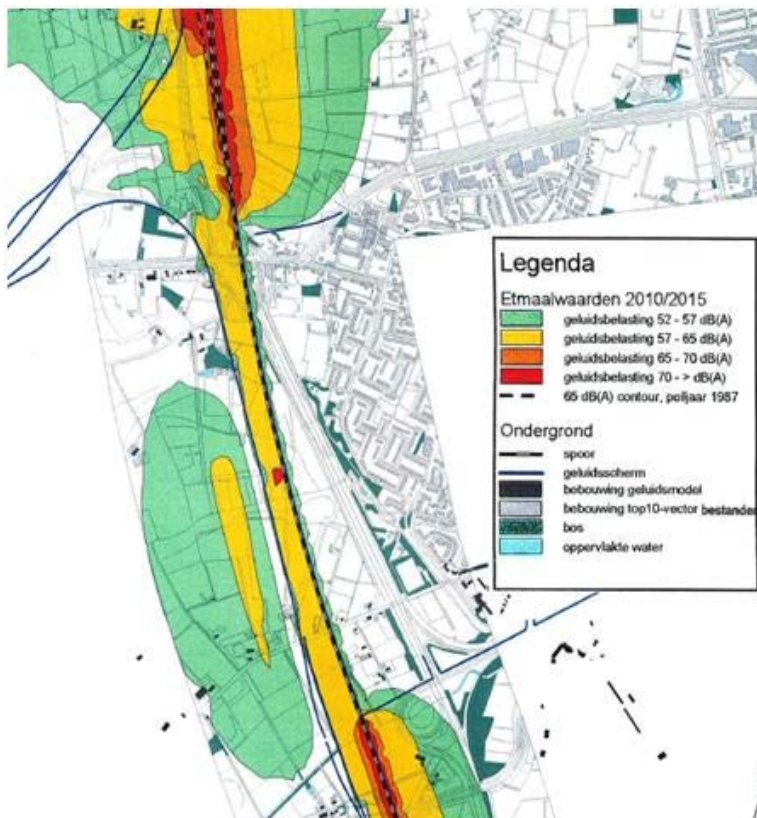 Legenda
Etmaalwaarden 2010/2015
geluidsbelasting 52 - 57 dB(A)
geluidsbelasting 57 - 65 dB(A)
geluidsbelasting 65 - 70 dB(A)
geluidsbelasting 70 - > dB(A)
65 dB(A) contour, peiljaar 1987
Ondergrond
spoor
geluidsscherm
bebouwing geluidsmodel
bebouwing top10-vector bestanden
bos
oppervlakte water